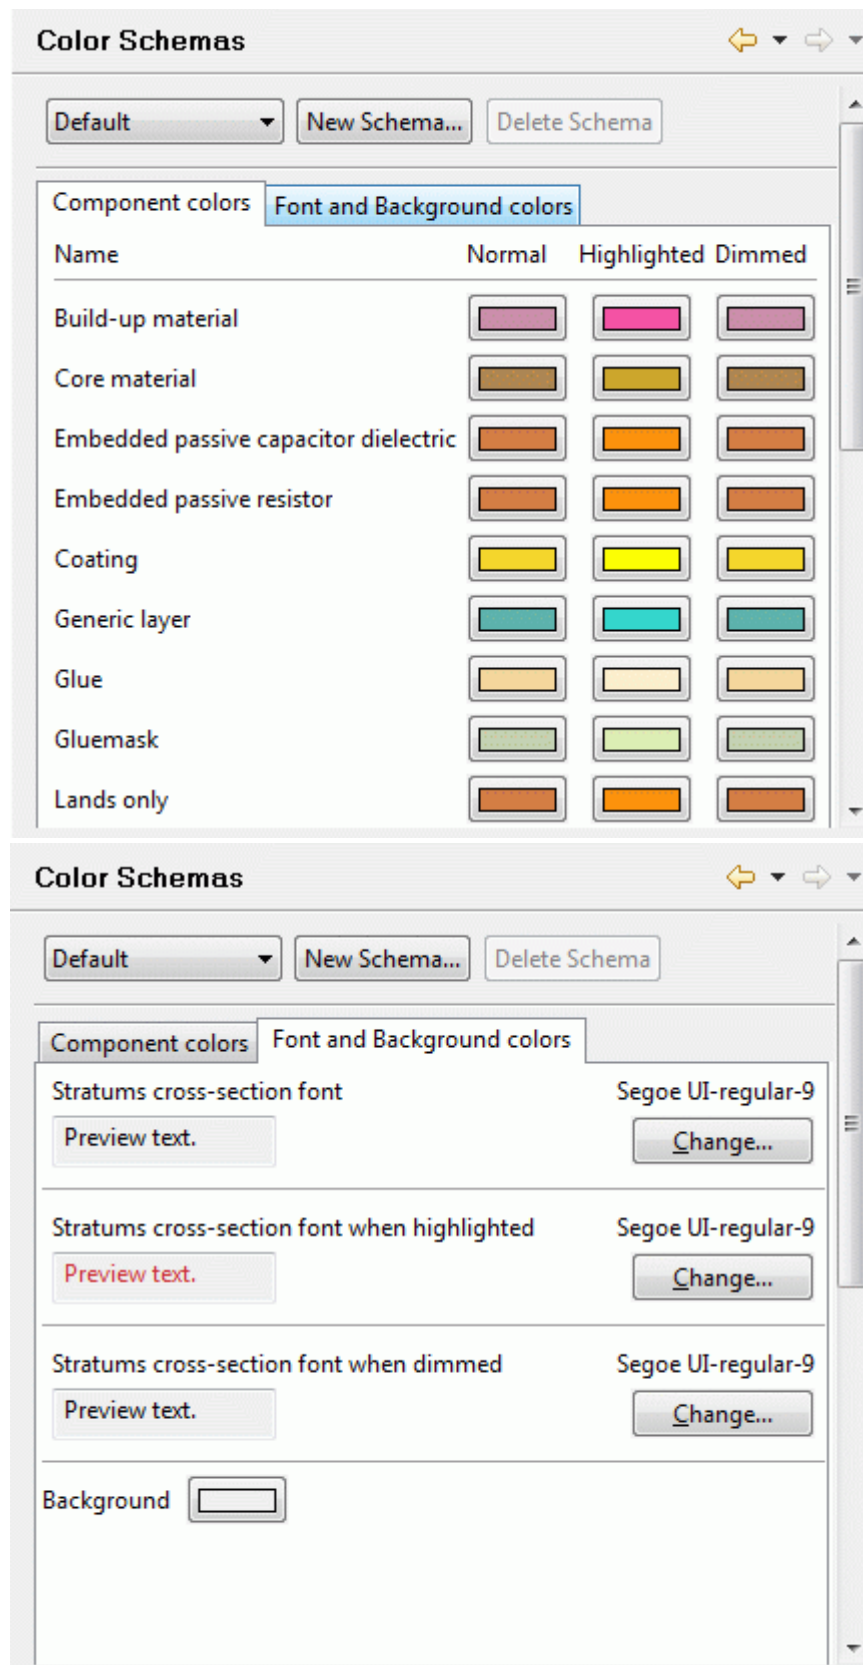 Color Schemas
Default New Schema... Delete Schema
Component colors Font and Background colors
Name Normal Highlighted Dimmed
Build-up material
Core material
Embedded passive capacitor dielectric
Embedded passive resistor
Coating
Generic layer
Glue
Gluemask
Lands only
Color Schemas
Default New Schema... Delete Schema
Component colors Font and Background colors
Stratums cross-section font Segoe UI-regular-9
Preview text. Change...
Stratums cross-section font when highlighted Segoe UI-regular-9
Preview text. Change...
Stratums cross-section font when dimmed Segoe UI-regular-9
Preview text. Change...
Background